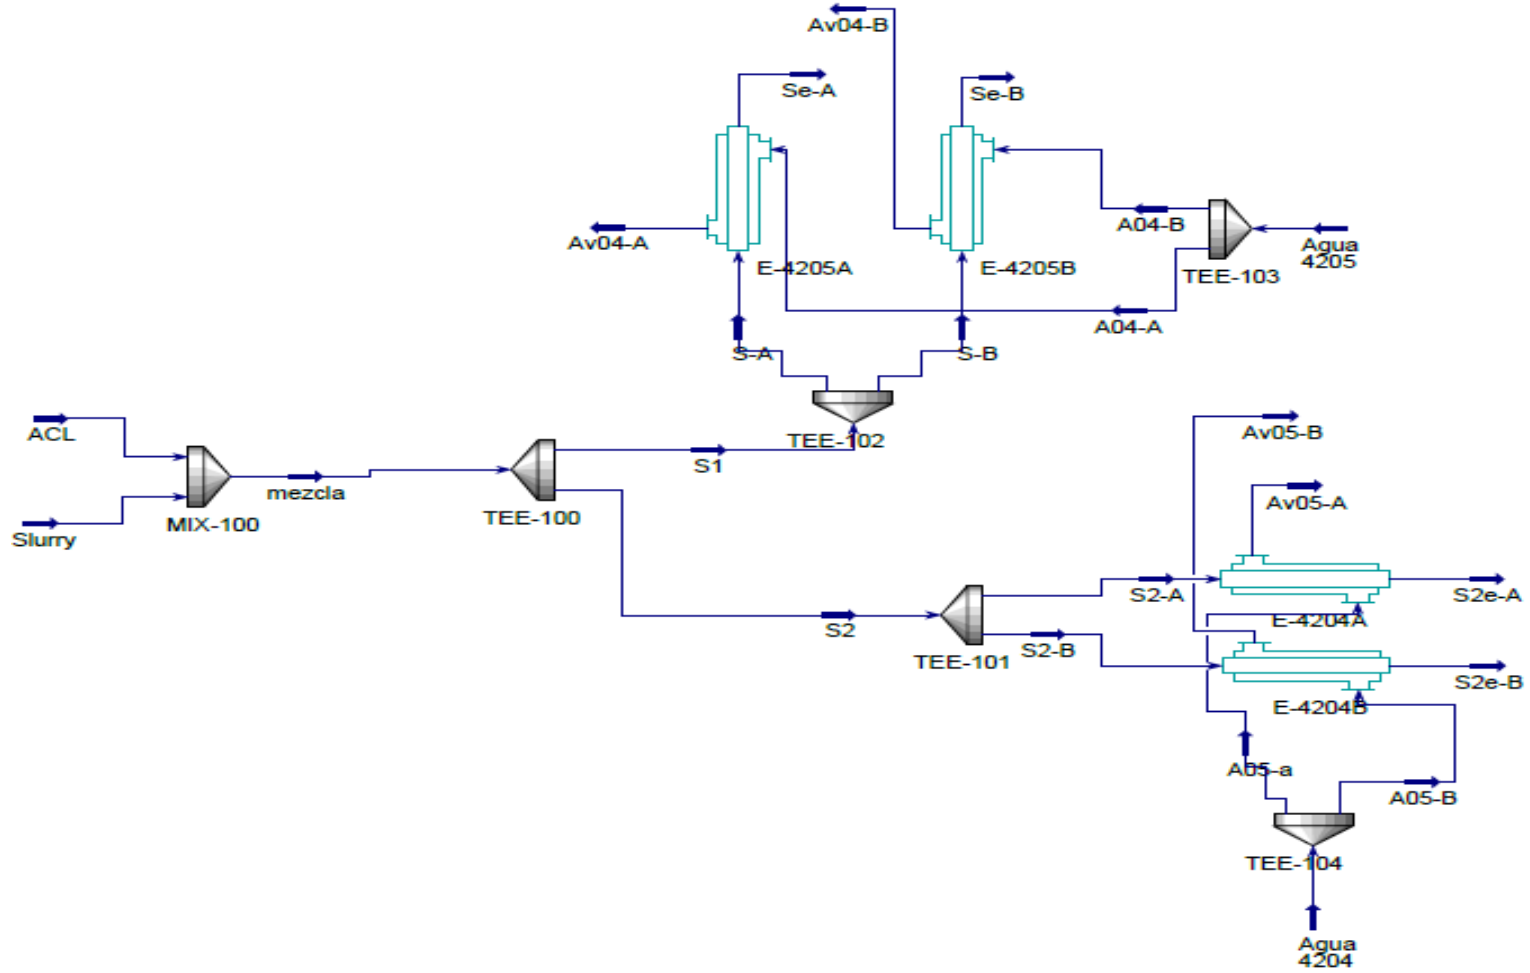 Av04-B
Se-A
Se-B
Av04-A
E-4205A
E-4205B
A04-B
Agua
4205
TEE-103
A04-A
S-A
S-B
TEE-102
ACL
S1
mezcla
TEE-100
MIX-100
Slurry
Av05-B
Av05-A
S2-A
S2e-A
E-4204A
S2
S2-B
TEE-101
S2e-B
E-4204B
A05-a
A05-B
TEE-104
Agua
4204